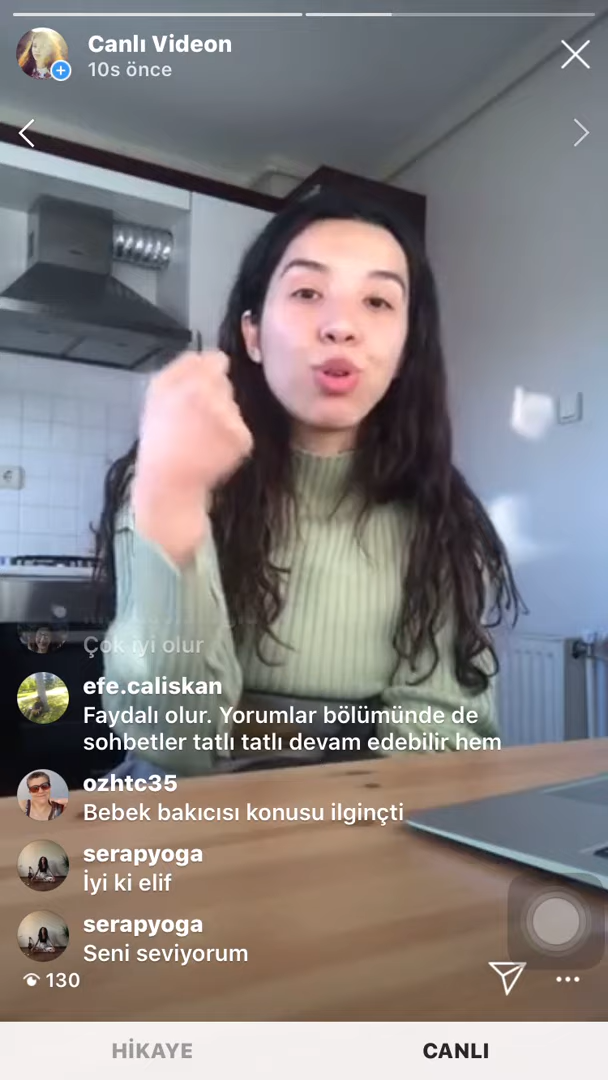 Canlı Videon
10s önce
Çok iyi olur
efe.caliskan
Faydalı olur. Yorumlar bölümünde de
sohbetler tatlı tatlı devam edebilir hem
ozhtc35
Bebek bakıcısı konusu ilginçti
serapyoga
İyi ki elif
serapyoga
Seni seviyorum
130
HİKAYE
CANLI